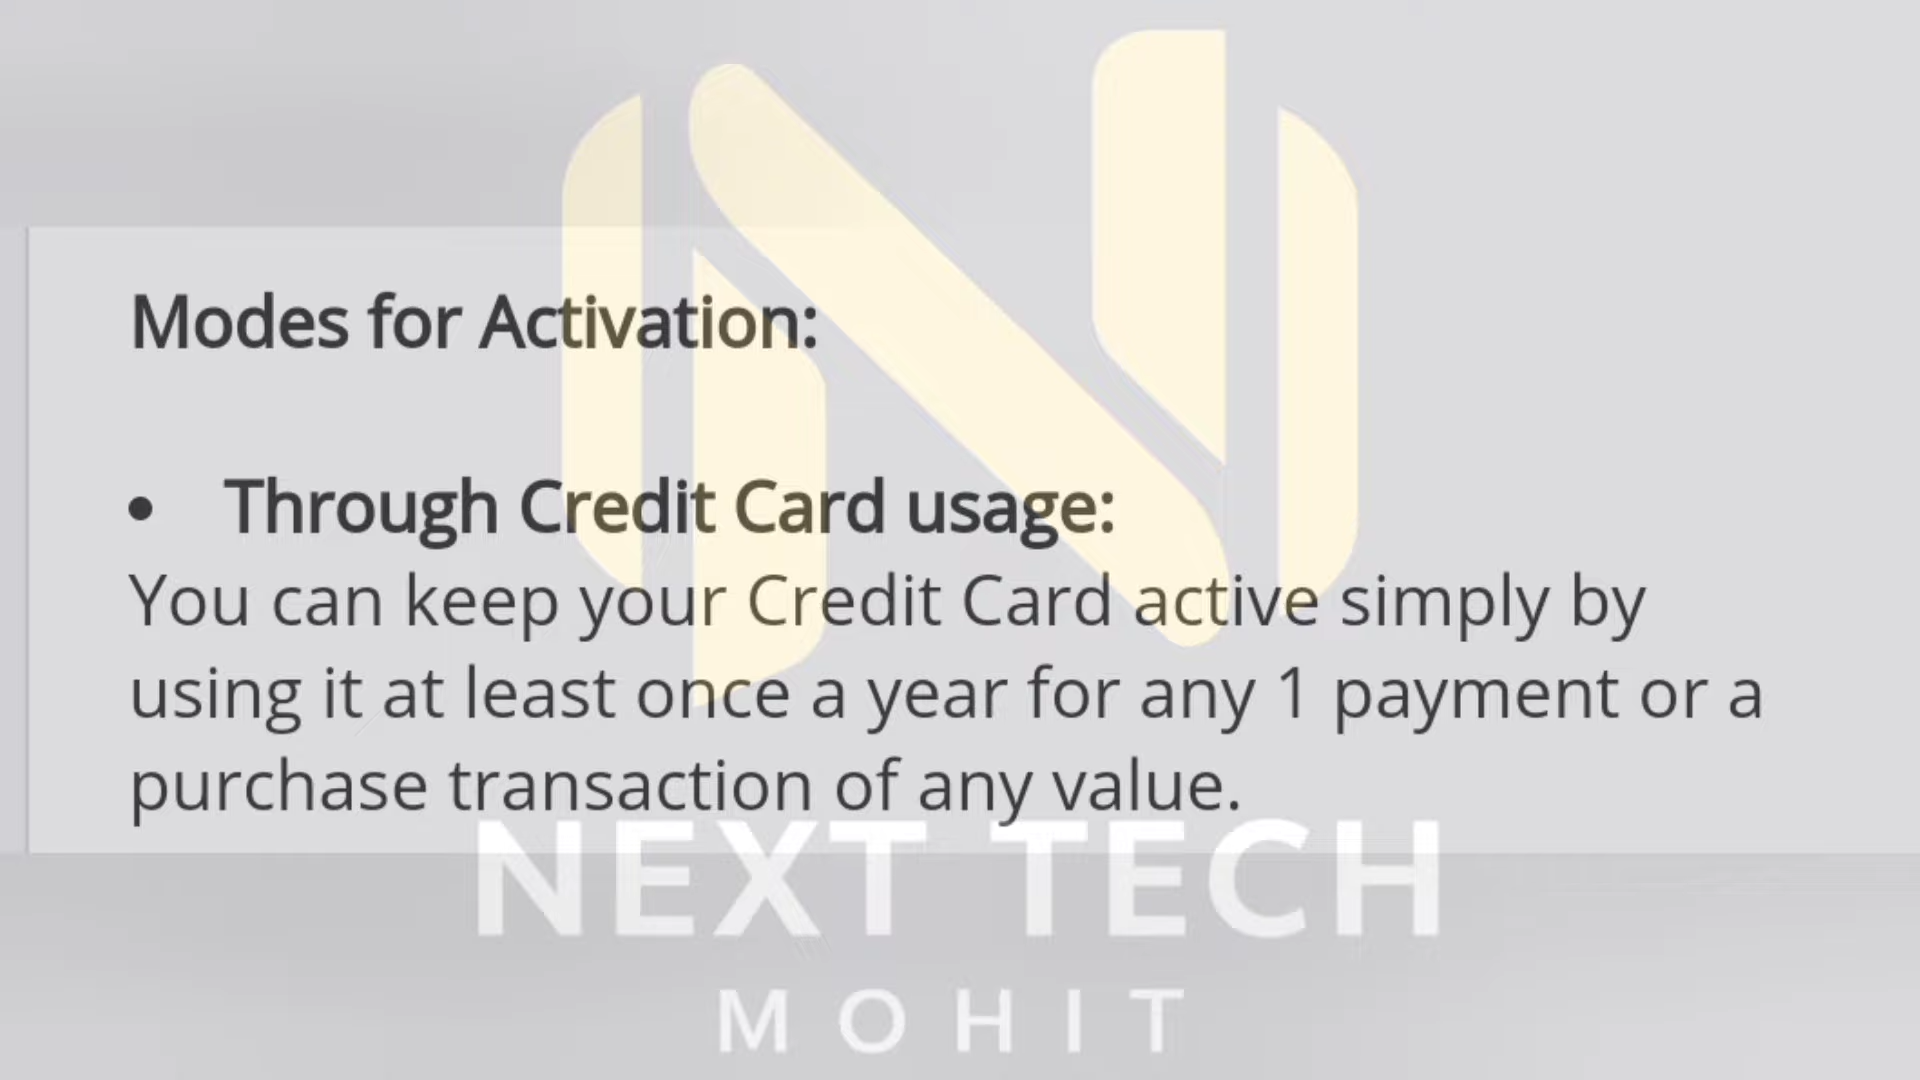 Modes for Activation:
• Through Credit Card usage:
You can keep your Credit Card active simply by
using it at least once a year for any 1 payment or a
purchase transaction of any value.
NEXT TECH
MOHIT